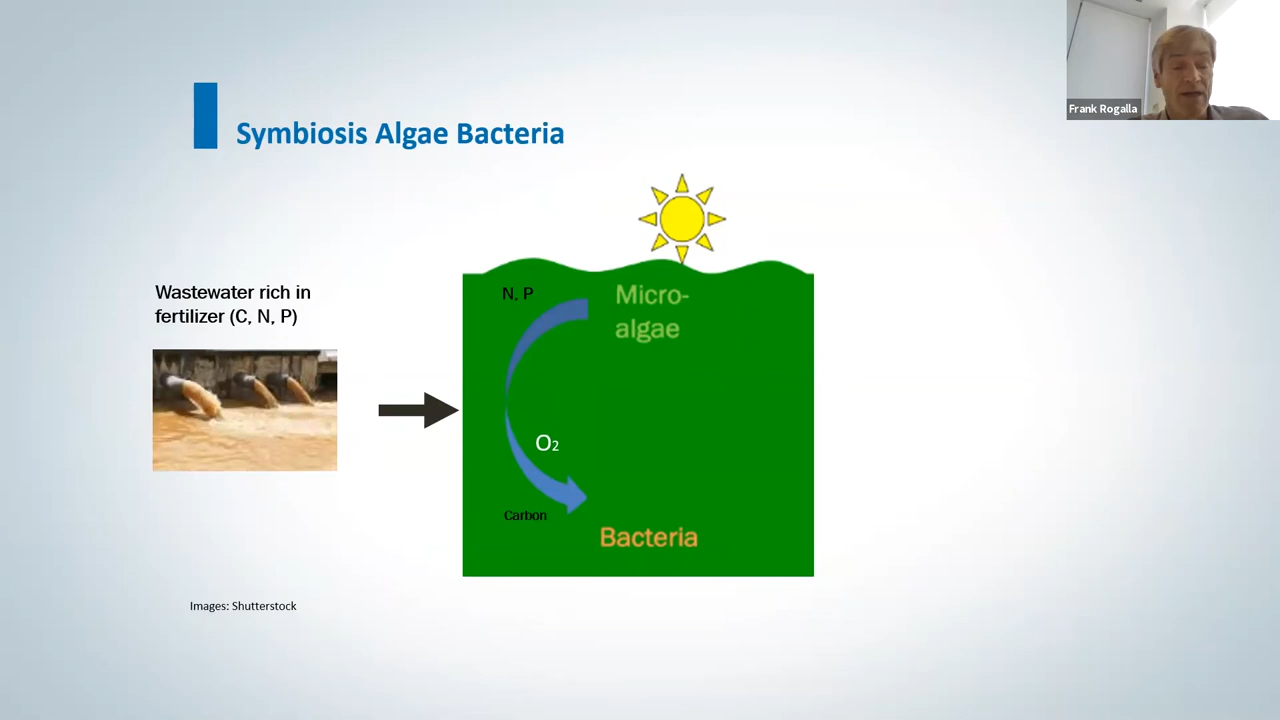 Frank Rogalla
Symbiosis Algae Bacteria
Wastewater rich in
fertilizer (C, N, P)
N, P
Micro-
algae
O₂
Carbon
Bacteria
Images: Shutterstock